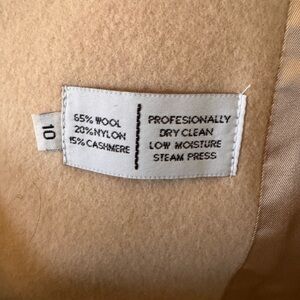 10
65% WOOL
20% NYLON
15% CASHMERE
PROFESIONALLY
DRY CLEAN
LOW MOISTURE
STEAM PRESS